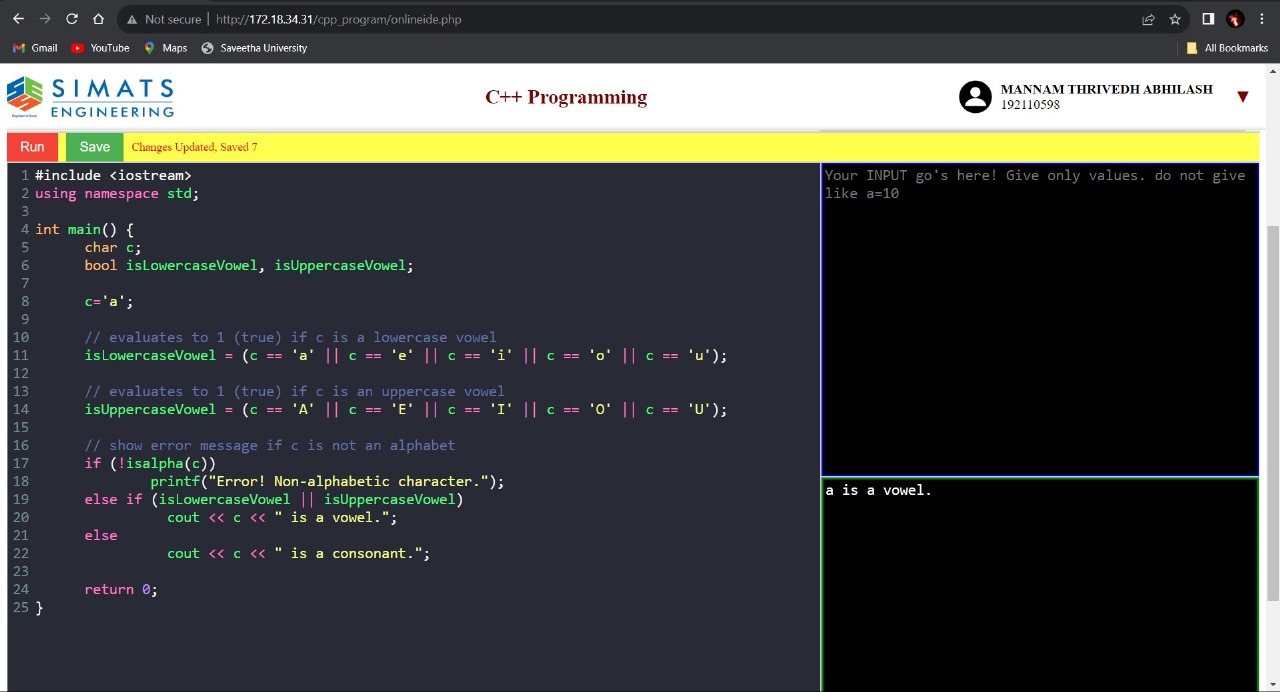 Not secure | http://172.18.34.31/cpp_program/onlineide.php
Gmail YouTube Maps Saveetha University All Bookmarks
SIMATS
ENGINEERING
C++ Programming
MANNAM THRIVEDH ABHILASH
192110598
Run Save Changes Updated, Saved 7
1 #include <iostream>
2 using namespace std;
3
4 int main() {
5 char c;
6 bool isLowercaseVowel, isUppercaseVowel;
7
8 c='a';
9
10 // evaluates to 1 (true) if c is a lowercase vowel
11 isLowercaseVowel = (c == 'a' || c == 'e' || c == 'i' || c == 'o' || c == 'u');
12
13 // evaluates to 1 (true) if c is an uppercase vowel
14 isUppercaseVowel = (c == 'A' || c == 'E' || c == 'I' || c == 'O' || c == 'U');
15
16 // show error message if c is not an alphabet
17 if (!isalpha(c))
18 printf("Error! Non-alphabetic character.");
19 else if (isLowercaseVowel || isUppercaseVowel)
20 cout << c << " is a vowel.";
21 else
22 cout << c << " is a consonant.";
23
24 return 0;
25 }
Your INPUT go's here! Give only values. do not give
like a=10
a is a vowel.